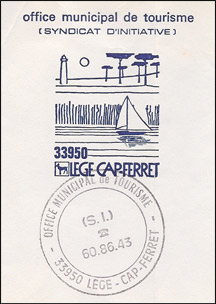 office municipal de tourisme
(SYNDICAT D'INITIATIVE)
33950
LEGE CAP-FERRET
OFFICE MUNICIPAL de TOURISME
(S.I.)
☎
60.86.43
33950 LÈGE - CAP-FERRET